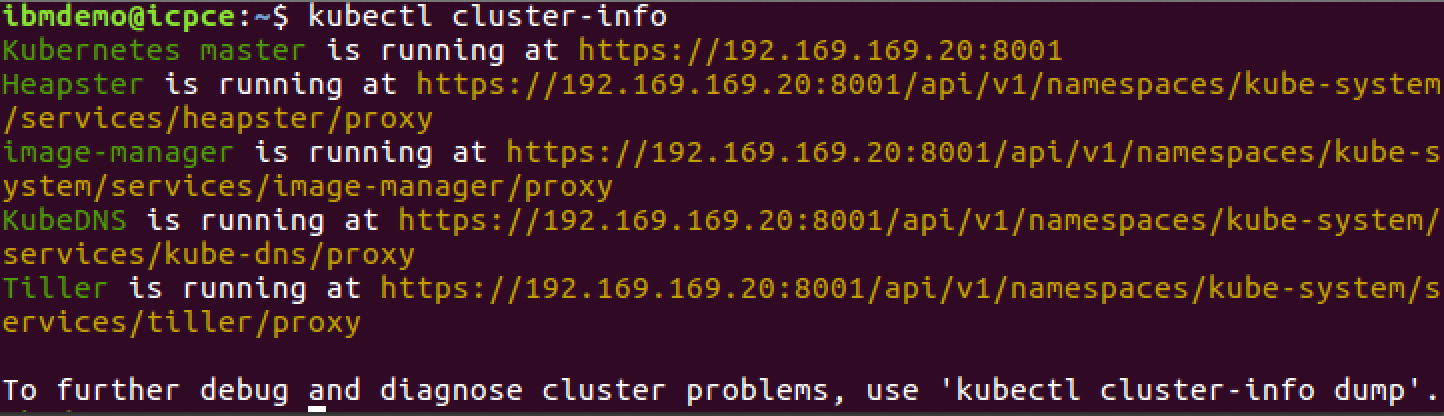 ibmdemo@icpce:~$ kubectl cluster-info
Kubernetes master is running at https://192.169.169.20:8001
Heapster is running at https://192.169.169.20:8001/api/v1/namespaces/kube-system
/services/heapster/proxy
image-manager is running at https://192.169.169.20:8001/api/v1/namespaces/kube-s
ystem/services/image-manager/proxy
KubeDNS is running at https://192.169.169.20:8001/api/v1/namespaces/kube-system/
services/kube-dns/proxy
Tiller is running at https://192.169.169.20:8001/api/v1/namespaces/kube-system/s
ervices/tiller/proxy
To further debug and diagnose cluster problems, use 'kubectl cluster-info dump'.